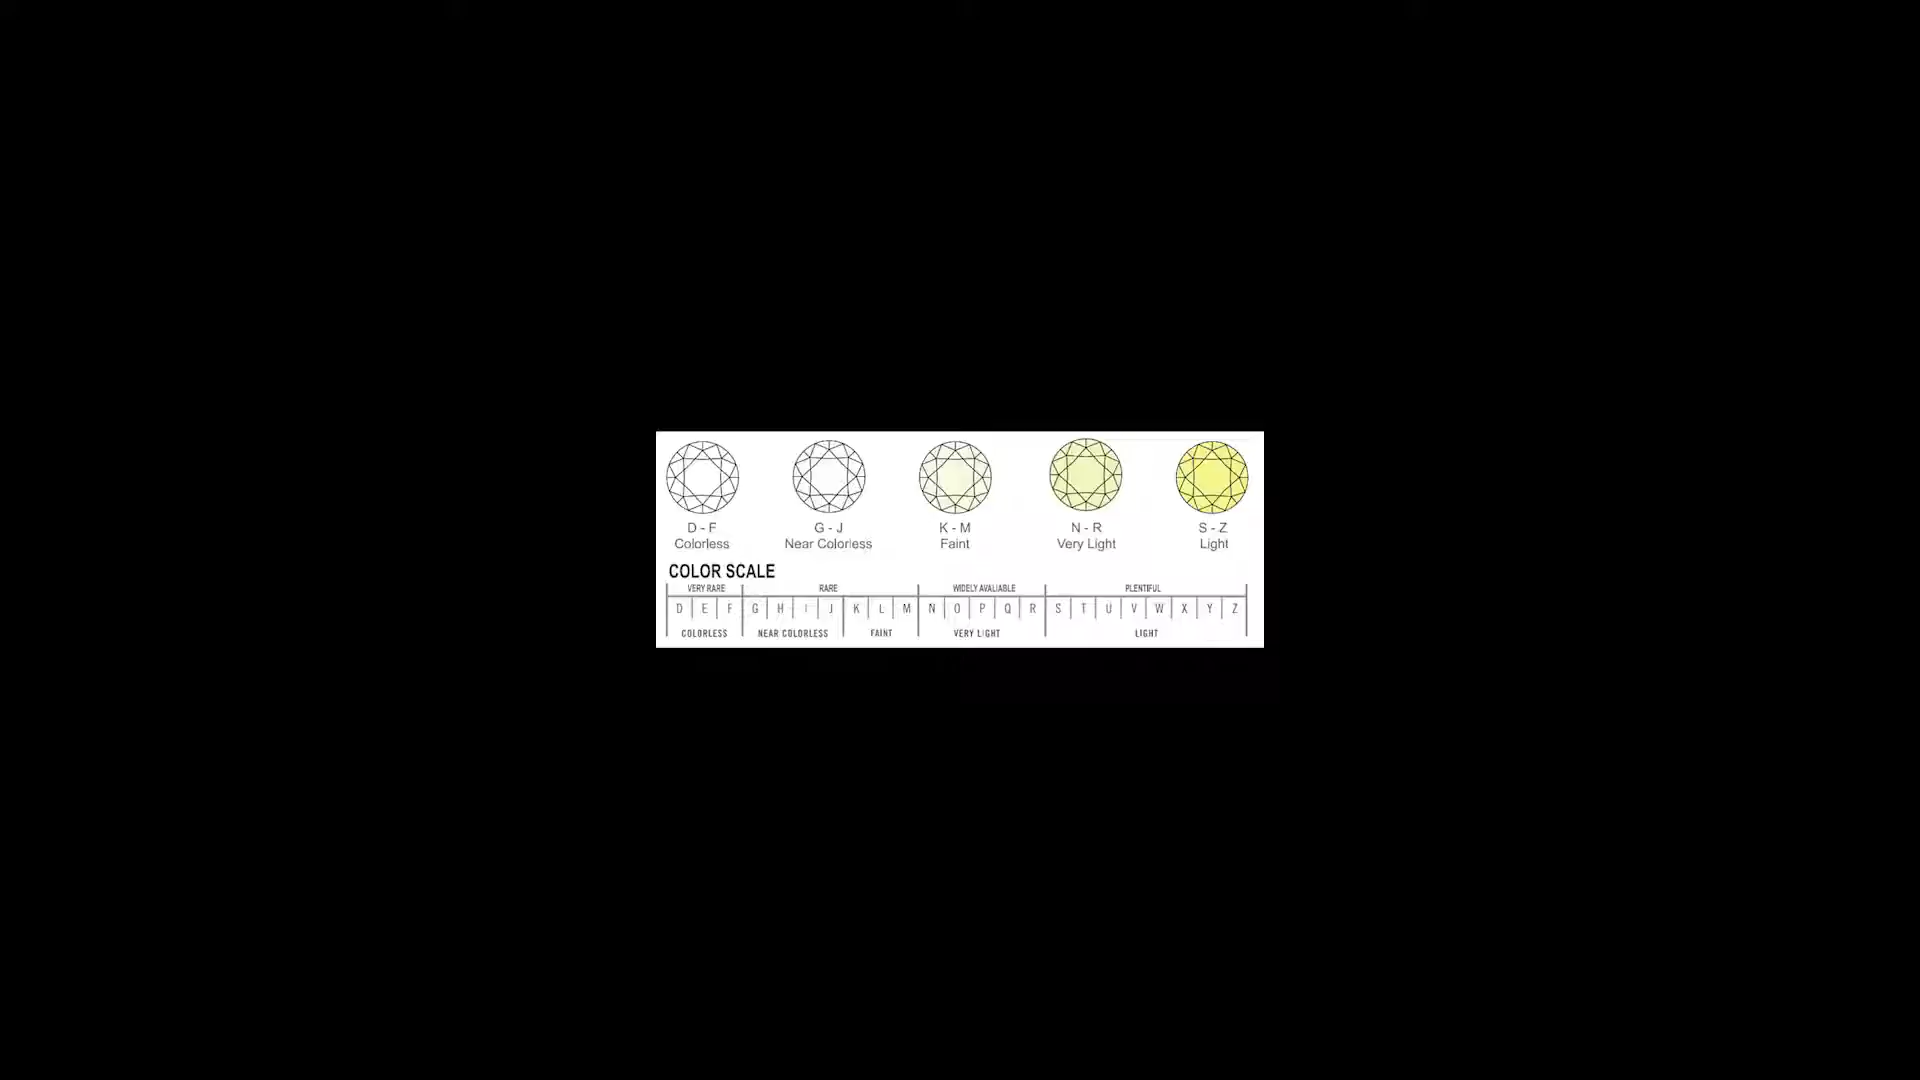 D - F G - J K - M N - R S - Z
Colorless Near Colorless Faint Very Light Light
COLOR SCALE
VERY RARE RARE WIDELY AVALIABLE PLENTIFUL
D E F G H I J K L M N O P Q R S T U V W X Y Z
COLORLESS NEAR COLORLESS FAINT VERY LIGHT LIGHT